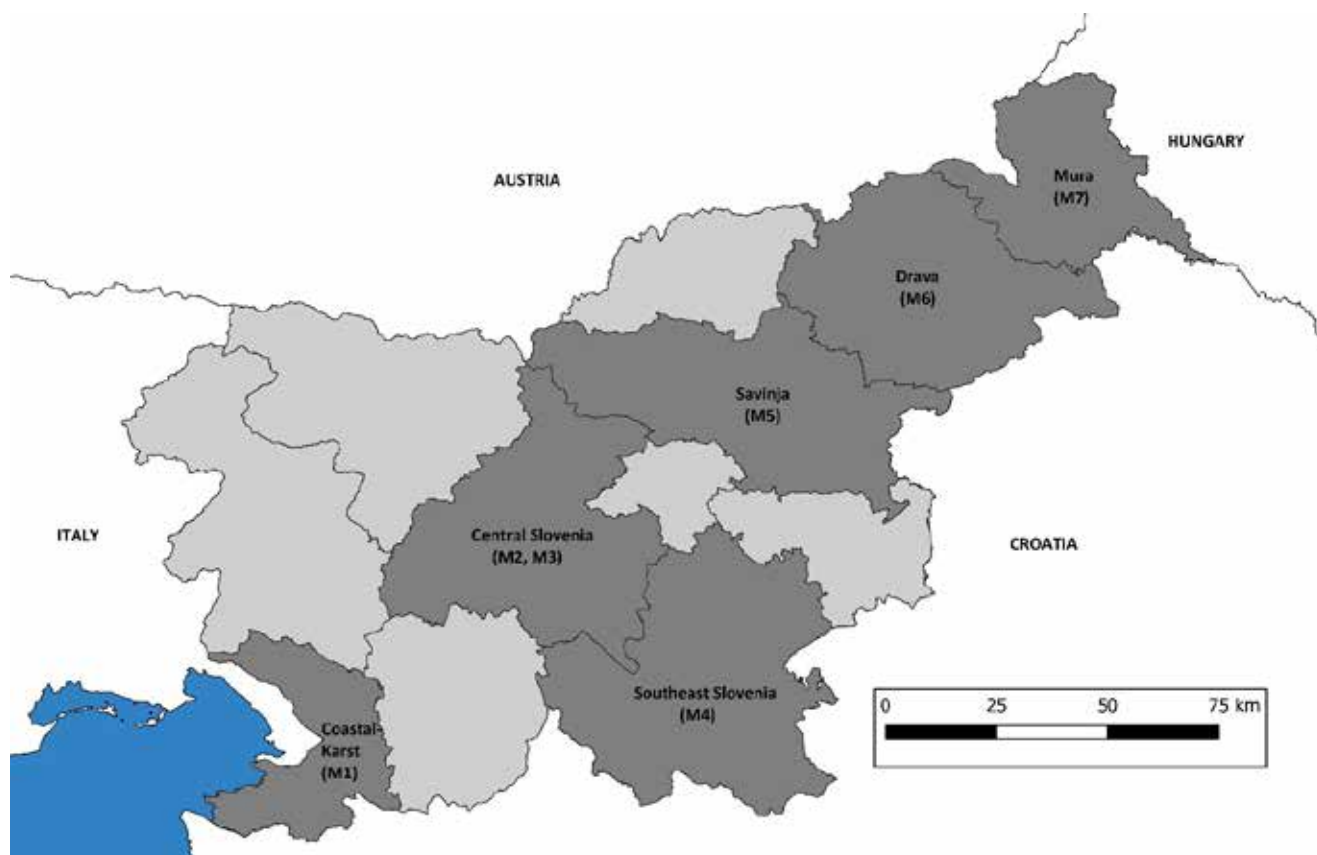 HUNGARY
Mura
(M7)
AUSTRIA
Drava
(M6)
Savinja
(M5)
ITALY
Central Slovenia
(M2, M3)
CROATIA
Southeast Slovenia
(M4)
0 25 50 75 km
Coastal-
Karst
(M1)